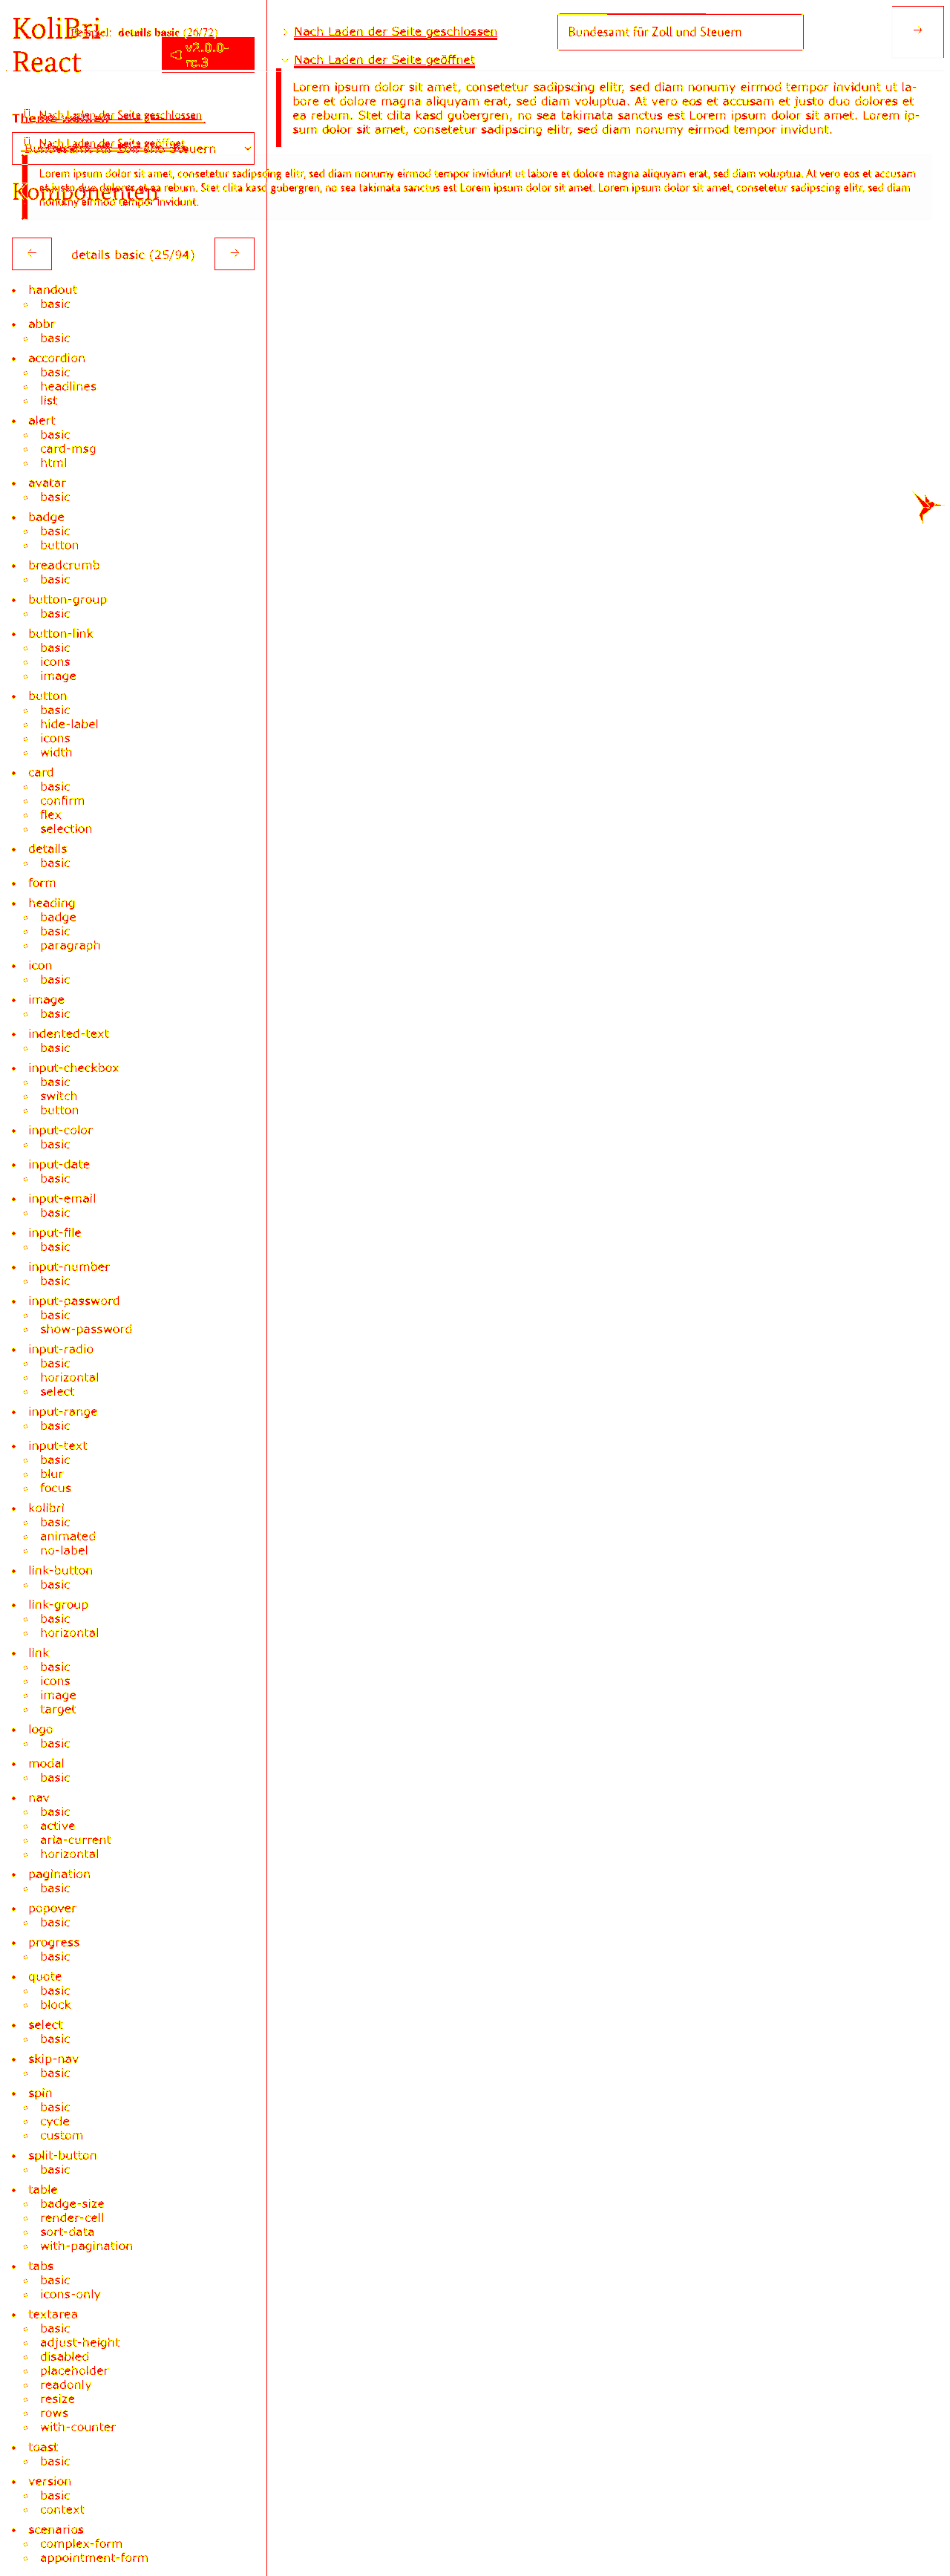 KoliBri
React
details basic (26/72)
v2.0.0-
rc.3
Nach Laden der Seite geschlossen
Nach Laden der Seite geöffnet
Lorem ipsum dolor sit amet, consetetur sadipscing elitr, sed diam nonumy eirmod tempor invidunt ut la-
bore et dolore magna aliquyam erat, sed diam voluptua. At vero eos et accusam et justo duo dolores et
ea rebum. Stet clita kasd gubergren, no sea takimata sanctus est Lorem ipsum dolor sit amet. Lorem ip-
sum dolor sit amet, consetetur sadipscing elitr, sed diam nonumy eirmod tempor invidunt.
Bundesamt für Zoll und Steuern
Nach Laden der Seite geschlossen
Nach Laden der Seite geöffnet
Lorem ipsum dolor sit amet, consetetur sadipscing elitr, sed diam nonumy eirmod tempor invidunt ut labore et dolore magna aliquyam erat, sed diam voluptua. At vero eos et accusam
et justo duo dolores et ea rebum. Stet clita kasd gubergren, no sea takimata sanctus est Lorem ipsum dolor sit amet. Lorem ipsum dolor sit amet, consetetur sadipscing elitr, sed diam
nonumy eirmod tempor invidunt.
Komponenten
details basic (25/94)
handout
basic
abbr
basic
accordion
basic
headlines
list
alert
basic
card-msg
html
avatar
basic
badge
basic
button
breadcrumb
basic
button-group
basic
button-link
basic
icons
image
button
basic
hide-label
icons
width
card
basic
confirm
flex
selection
details
basic
form
heading
badge
basic
paragraph
icon
basic
image
basic
indented-text
basic
input-checkbox
basic
switch
button
input-color
basic
input-date
basic
input-email
basic
input-file
basic
input-number
basic
input-password
basic
show-password
input-radio
basic
horizontal
select
input-range
basic
input-text
basic
blur
focus
kolibri
basic
animated
no-label
link-button
basic
link-group
basic
horizontal
link
basic
icons
image
target
logo
basic
modal
basic
nav
basic
active
aria-current
horizontal
pagination
basic
popover
basic
progress
basic
quote
basic
block
select
basic
skip-nav
basic
spin
basic
cycle
custom
split-button
basic
table
badge-size
render-cell
sort-data
with-pagination
tabs
basic
icons-only
textarea
basic
adjust-height
disabled
placeholder
readonly
resize
rows
with-counter
toast
basic
version
basic
context
scenarios
complex-form
appointment-form